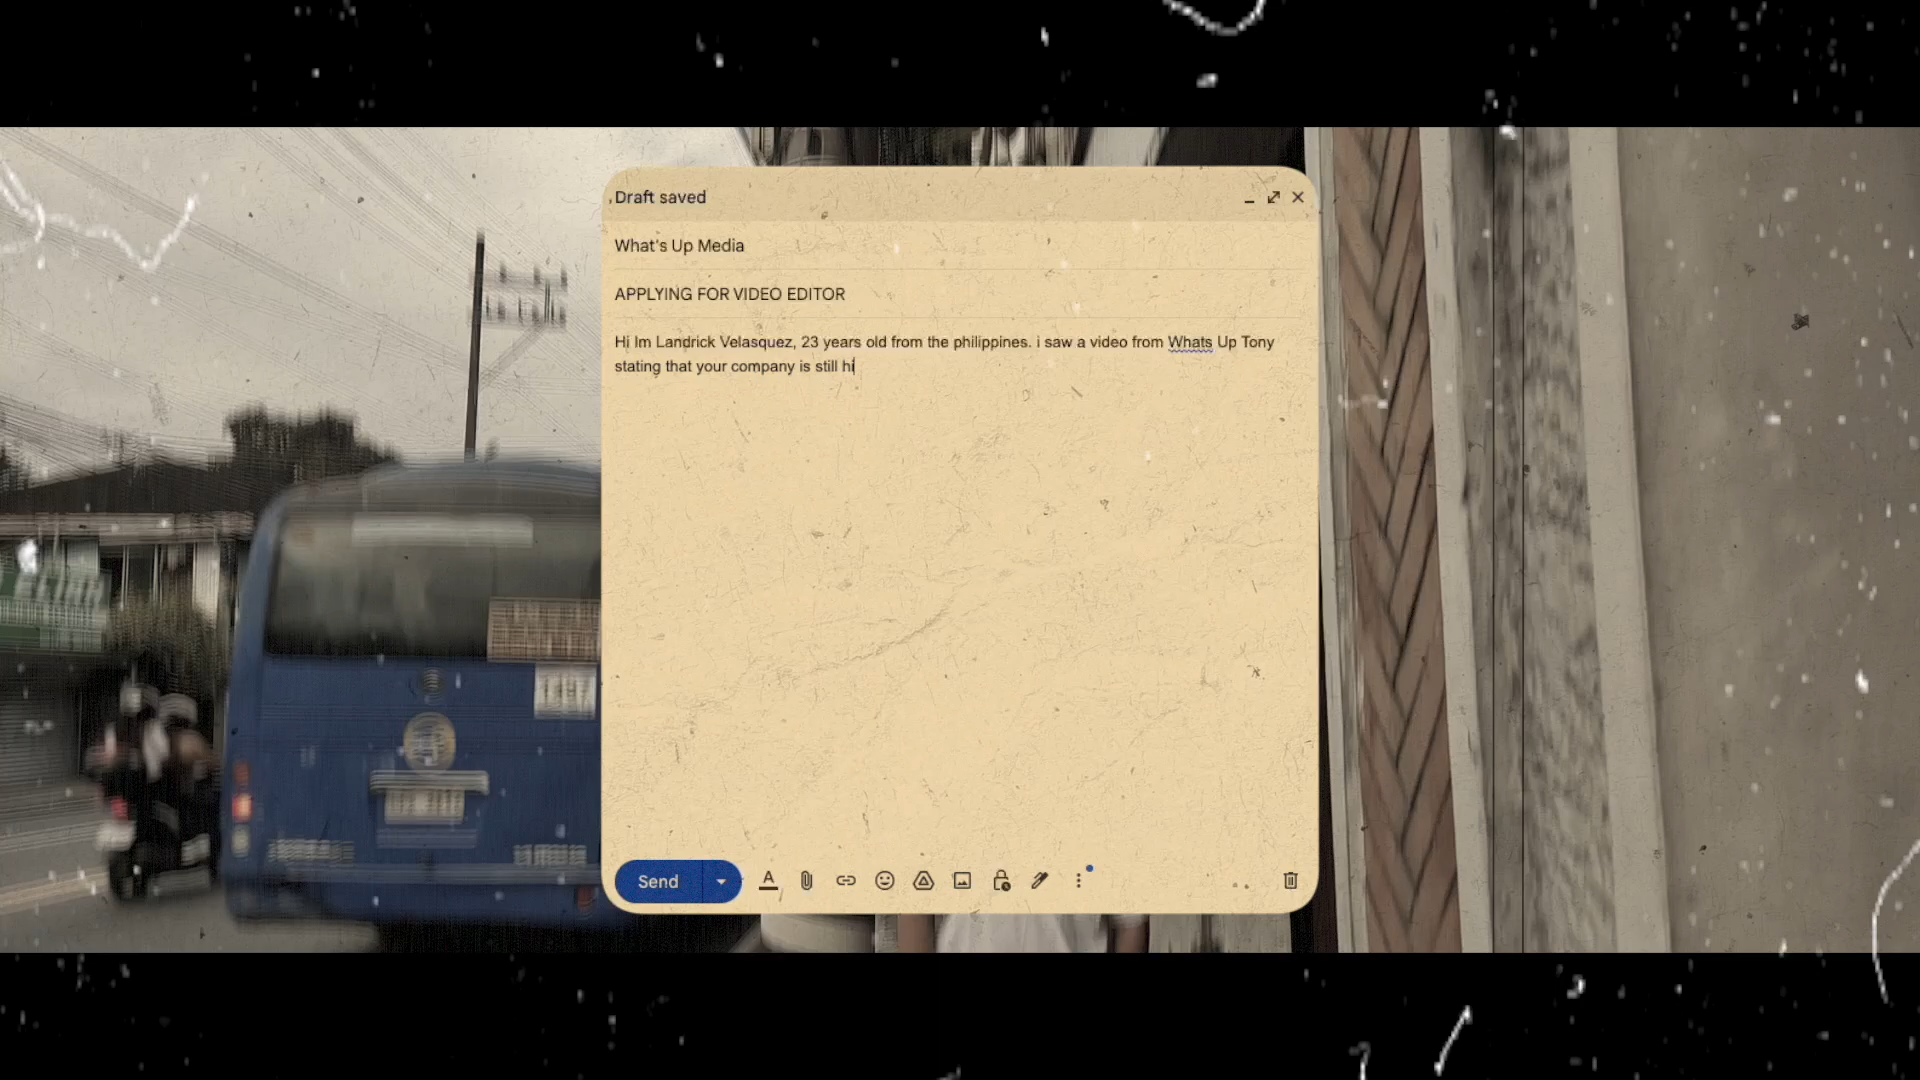 Draft saved
What's Up Media
APPLYING FOR VIDEO EDITOR
Hi Im Landrick Velasquez, 23 years old from the philippines. i saw a video from Whats Up Tony
stating that your company is still hi
Send